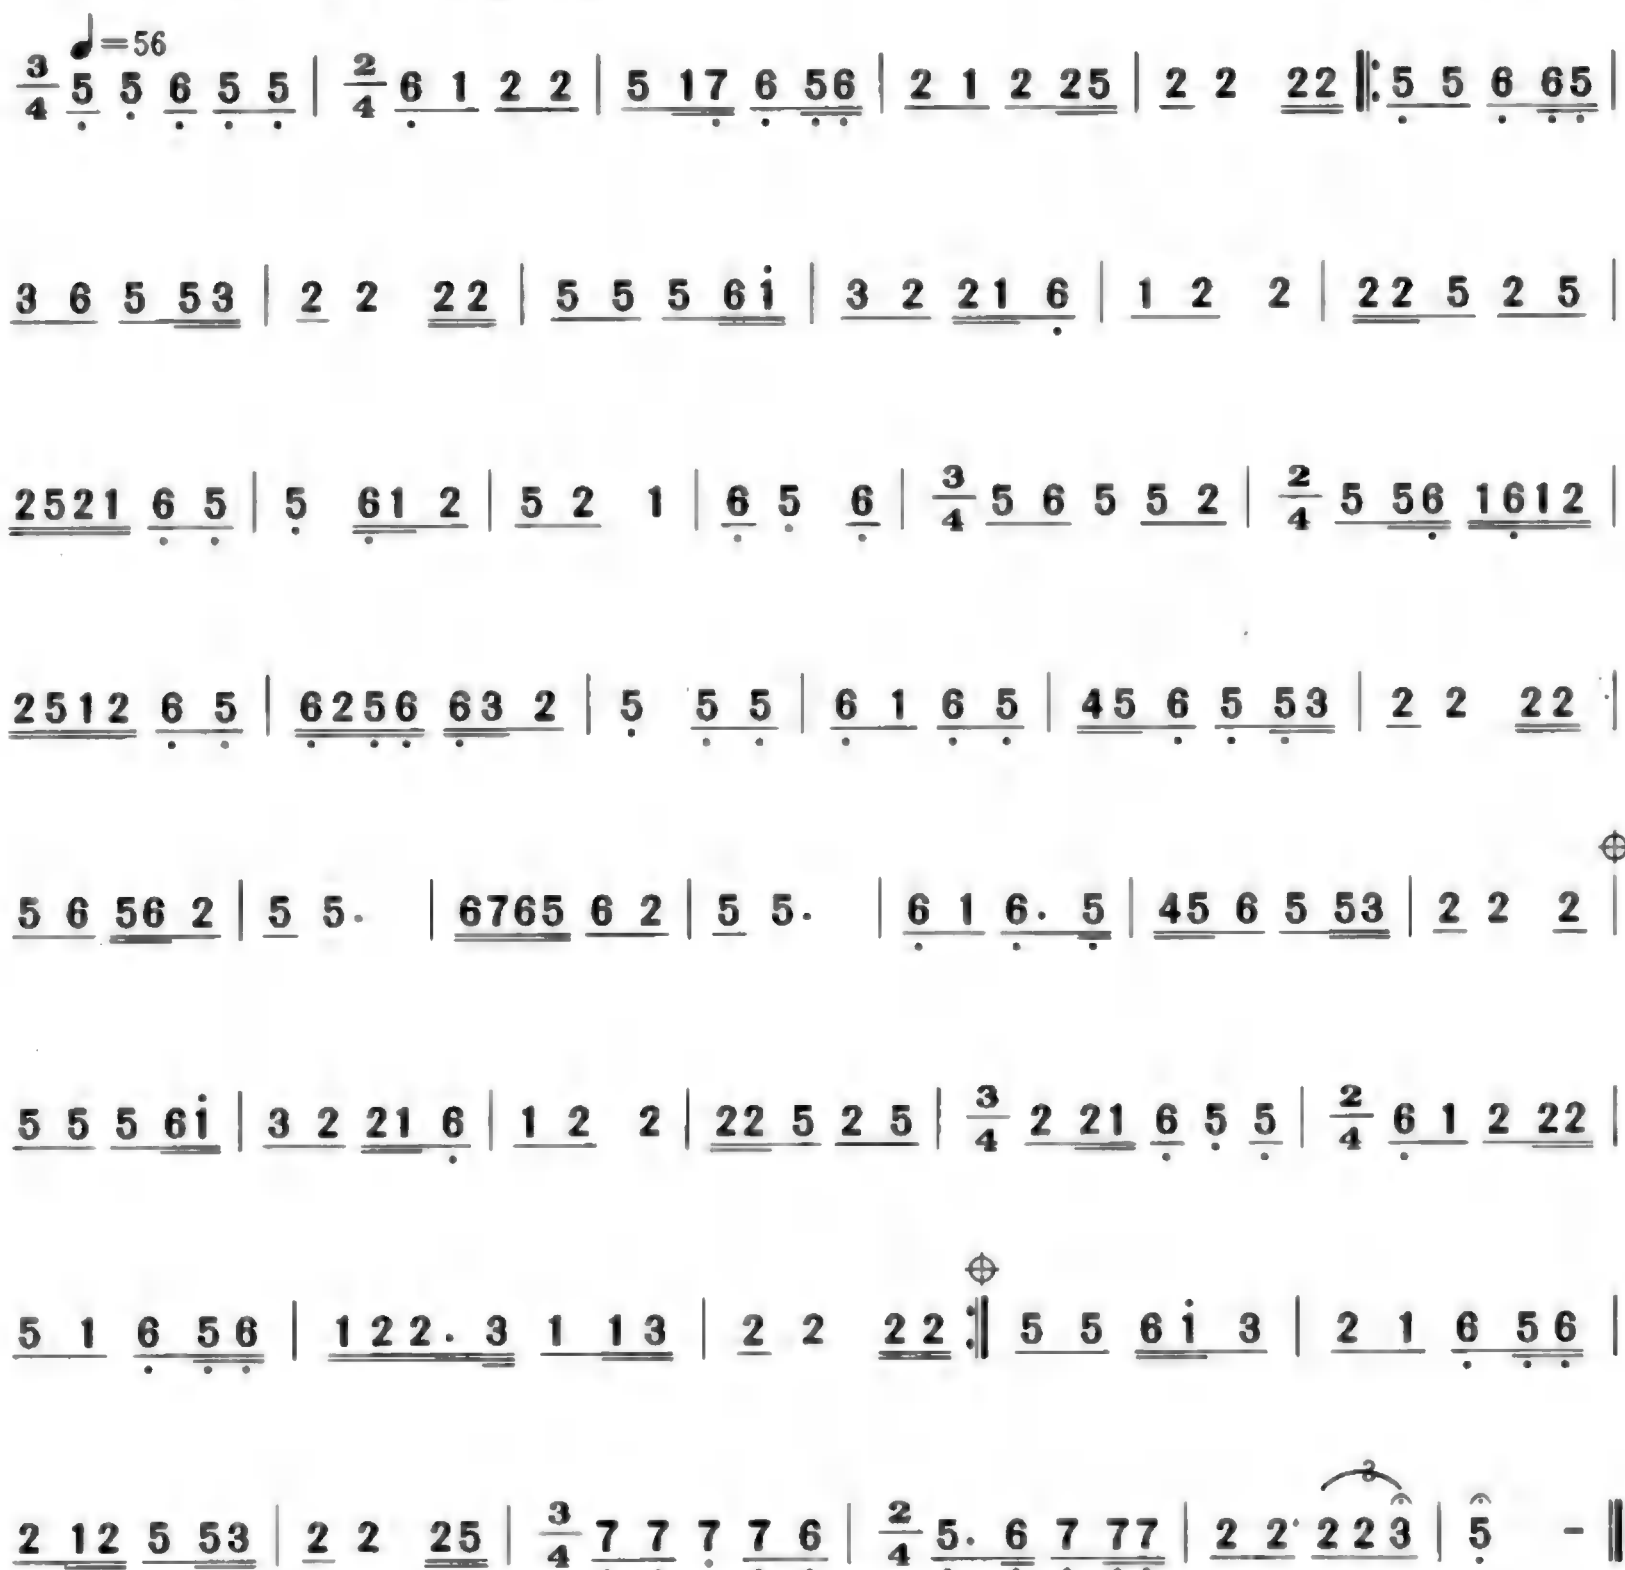 ♩=56
3/4 5 5 6 5 5 | 2/4 6 1 2 2 | 5 17 6 56 | 2 1 2 25 | 2 2 22 ‖: 5 5 6 65 |
3 6 5 53 | 2 2 22 | 5 5 5 6i | 3 2 21 6 | 1 2 2 | 22 5 2 5 |
2521 6 5 | 5 61 2 | 5 2 1 | 6 5 6 | 3/4 5 6 5 5 2 | 2/4 5 56 1612 |
2512 6 5 | 6256 63 2 | 5 5 5 | 6 1 6 5 | 45 6 5 53 | 2 2 22 |
5 6 56 2 | 5 5. | 6765 6 2 | 5 5. | 6 1 6. 5 | 45 6 5 53 | 2 2 2 |
5 5 5 6i | 3 2 21 6 | 1 2 2 | 22 5 2 5 | 3/4 2 21 6 5 5 | 2/4 6 1 2 22 |
5 1 6 56 | 122. 3 1 13 | 2 2 22 :‖ 5 5 6i 3 | 2 1 6 56 |
2 12 5 53 | 2 2 25 | 3/4 7 7 7 7 6 | 2/4 5. 6 7 77 | 2 2 223 | 5 - ‖